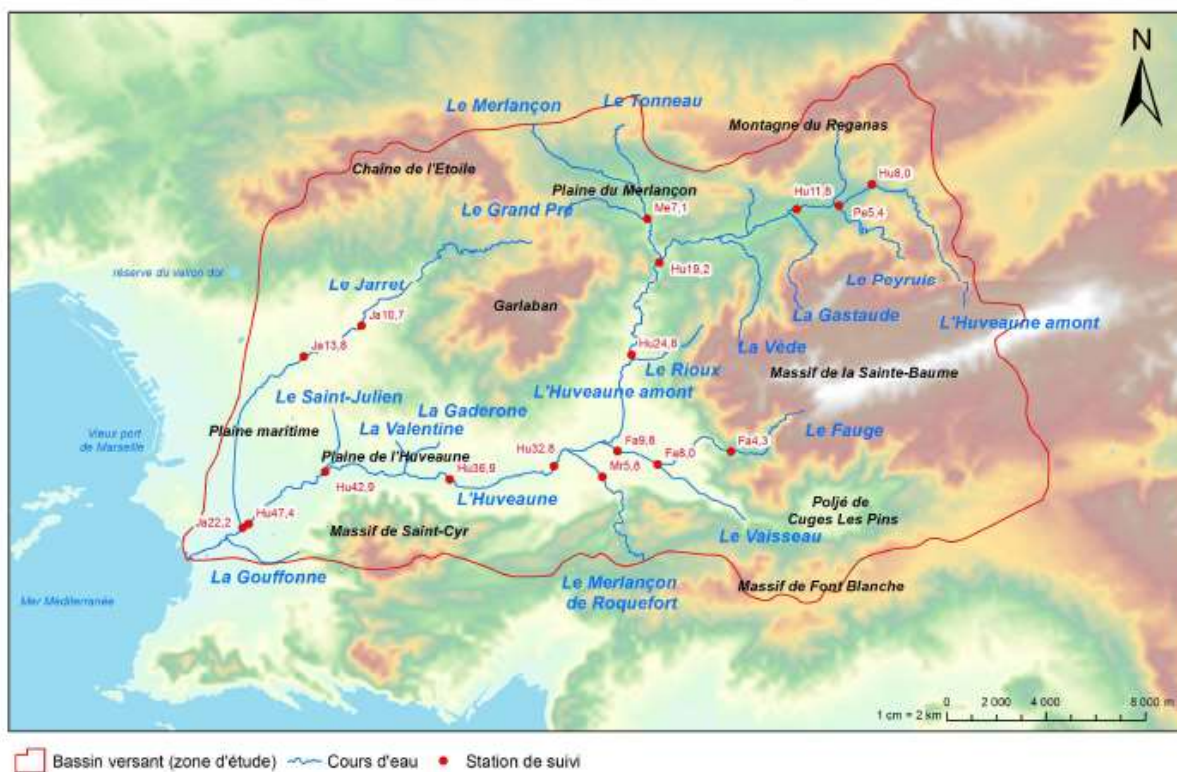 N
Le Tonneau
Le Merlançon
Montagne du Reganas
Chaîne de l'Etoile
Hu8,0
Plaine du Merlançon
Hu11,8
Le Grand Pré
Me7,1
Pe5,4
Hu19,2
réserve du vallon dol
Le Jarret
Le Peyruis
Garlaban
La Gastaude
Ja10,7
L'Huveaune amont
Hu24,8
La Vède
Ja13,8
Le Rioux
Massif de la Sainte-Baume
L'Huveaune amont
Le Saint-Julien
La Gaderone
La Valentine
Le Fauge
Plaine maritime
Vieux port
de Marseille
Plaine de l'Huveaune
Hu32,8
Fa9,8
Fa8,0
Fa4,3
Hu36,9
Mr5,8
Hu42,9
L'Huveaune
Poljé de
Cuges Les Pins
Ja22,2
Hu47,4
Massif de Saint-Cyr
Le Vaisseau
La Gouffonne
Le Merlançon
de Roquefort
Massif de Font Blanche
Mer Méditerranée
1 cm = 2 km
0 2 000 4 000 8 000 m
Bassin versant (zone d'étude) Cours d'eau Station de suivi